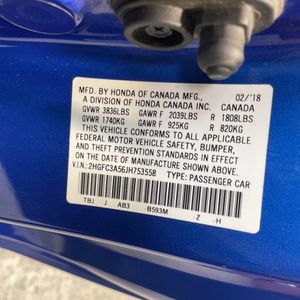 MFD. BY HONDA OF CANADA MFG., 02/'18
A DIVISION OF HONDA CANADA INC. CANADA
GVWR 3836LBS GAWR F 2039LBS R 1808LBS
GVWR 1740KG GAWR F 925KG R 820KG
THIS VEHICLE CONFORMS TO ALL APPLICABLE
FEDERAL MOTOR VEHICLE SAFETY, BUMPER,
AND THEFT PREVENTION STANDARDS IN EFFECT
ON THE DATE OF MANUFACTURE SHOWN ABOVE.
V.I.N.: 2HGFC3A56JH753558 TYPE: PASSENGER CAR
TBJ J AB3 B593M -Z -H